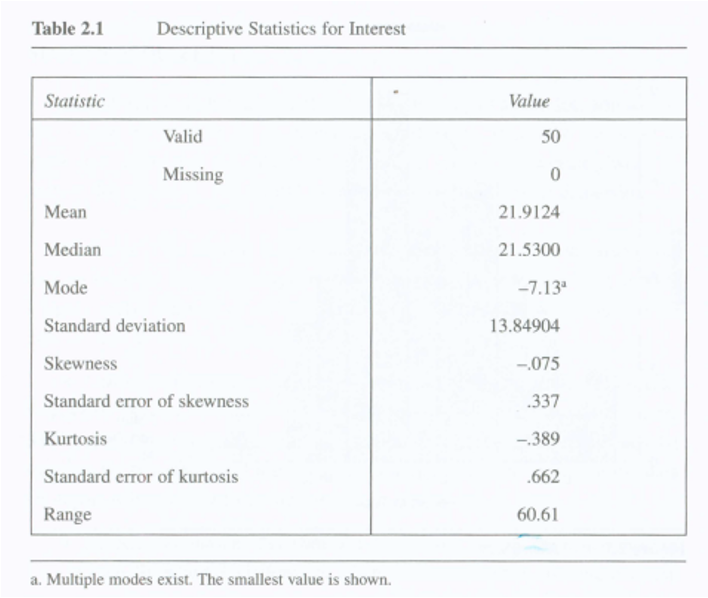 Table 2.1 Descriptive Statistics for Interest
Statistic Value
Valid 50
Missing 0
Mean 21.9124
Median 21.5300
Mode –7.13ᵃ
Standard deviation 13.84904
Skewness –.075
Standard error of skewness .337
Kurtosis –.389
Standard error of kurtosis .662
Range 60.61
a. Multiple modes exist. The smallest value is shown.